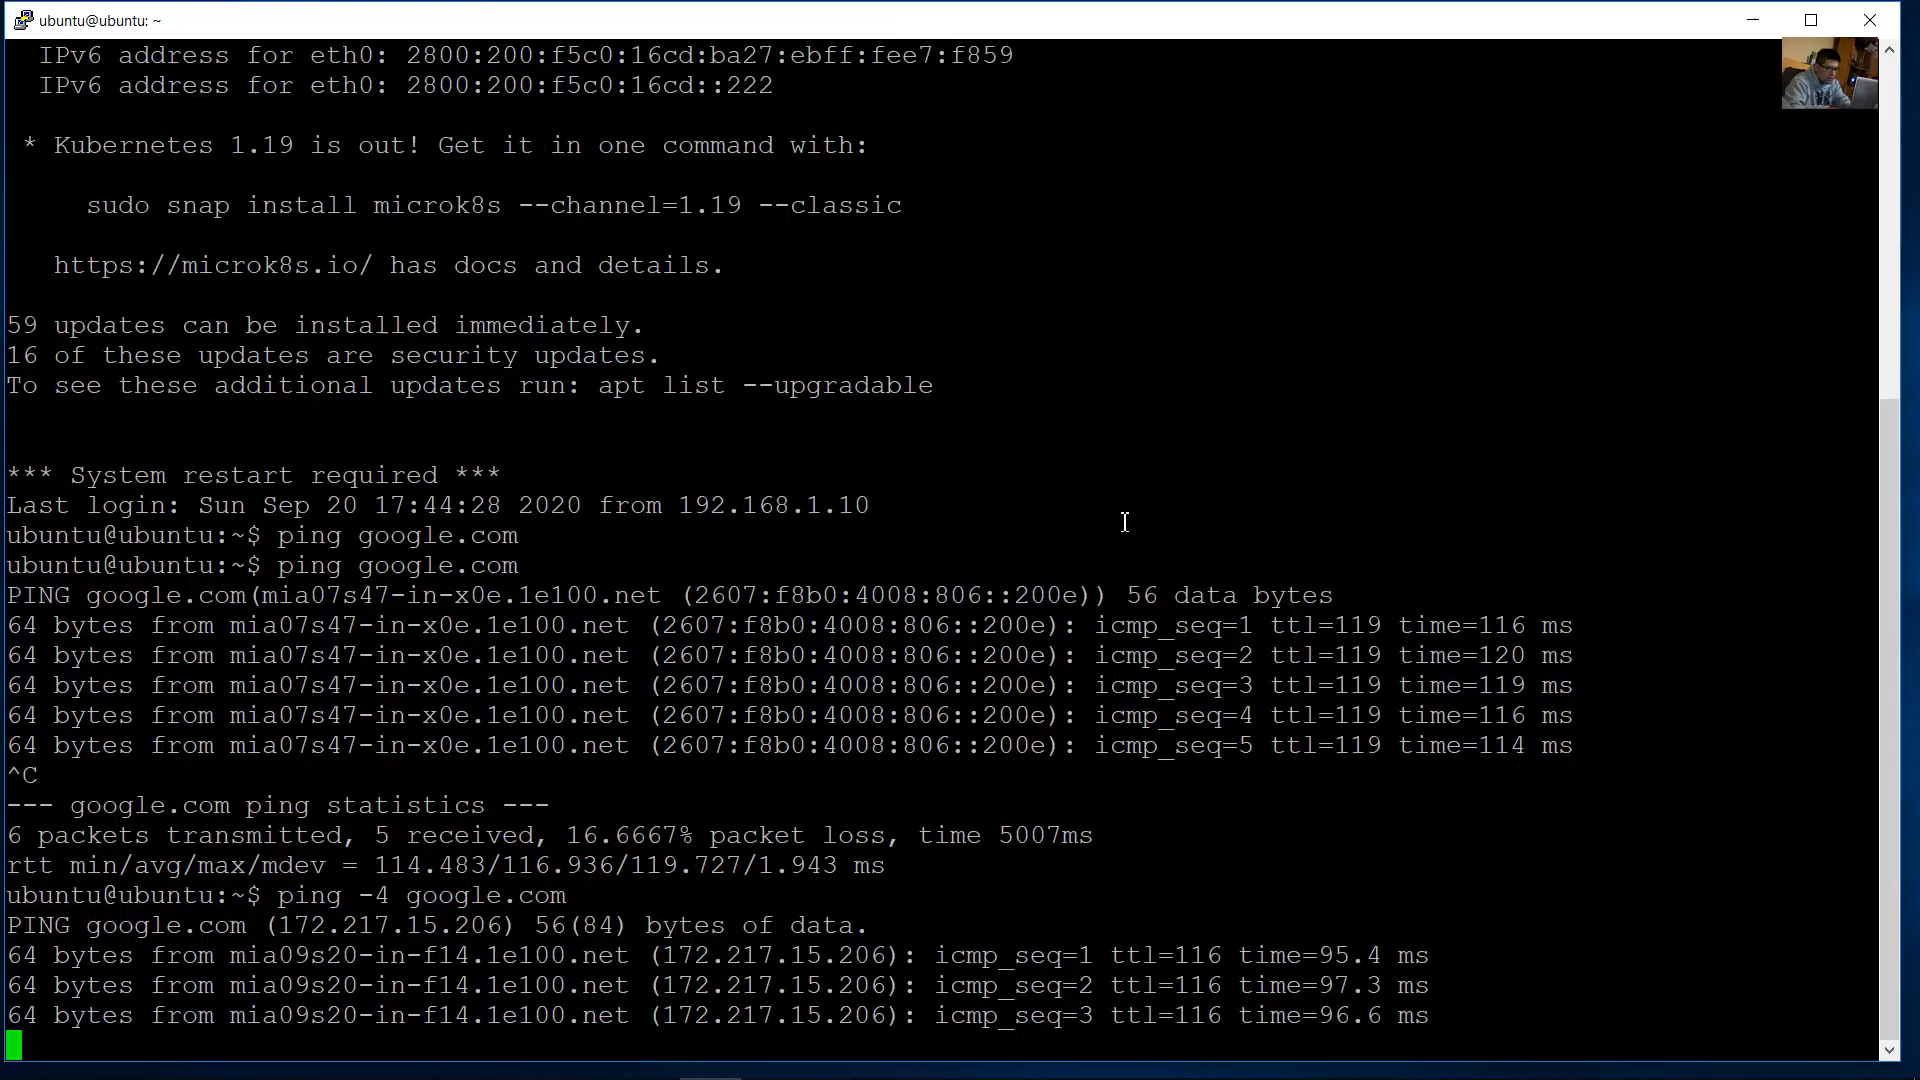 ubuntu@ubuntu: ~
IPv6 address for eth0: 2800:200:f5c0:16cd:ba27:ebff:fee7:f859
IPv6 address for eth0: 2800:200:f5c0:16cd::222
* Kubernetes 1.19 is out! Get it in one command with:
sudo snap install microk8s --channel=1.19 --classic
https://microk8s.io/ has docs and details.
59 updates can be installed immediately.
16 of these updates are security updates.
To see these additional updates run: apt list --upgradable
*** System restart required ***
Last login: Sun Sep 20 17:44:28 2020 from 192.168.1.10
ubuntu@ubuntu:~$ ping google.com
ubuntu@ubuntu:~$ ping google.com
PING google.com(mia07s47-in-x0e.1e100.net (2607:f8b0:4008:806::200e)) 56 data bytes
64 bytes from mia07s47-in-x0e.1e100.net (2607:f8b0:4008:806::200e): icmp_seq=1 ttl=119 time=116 ms
64 bytes from mia07s47-in-x0e.1e100.net (2607:f8b0:4008:806::200e): icmp_seq=2 ttl=119 time=120 ms
64 bytes from mia07s47-in-x0e.1e100.net (2607:f8b0:4008:806::200e): icmp_seq=3 ttl=119 time=119 ms
64 bytes from mia07s47-in-x0e.1e100.net (2607:f8b0:4008:806::200e): icmp_seq=4 ttl=119 time=116 ms
64 bytes from mia07s47-in-x0e.1e100.net (2607:f8b0:4008:806::200e): icmp_seq=5 ttl=119 time=114 ms
^C
--- google.com ping statistics ---
6 packets transmitted, 5 received, 16.6667% packet loss, time 5007ms
rtt min/avg/max/mdev = 114.483/116.936/119.727/1.943 ms
ubuntu@ubuntu:~$ ping -4 google.com
PING google.com (172.217.15.206) 56(84) bytes of data.
64 bytes from mia09s20-in-f14.1e100.net (172.217.15.206): icmp_seq=1 ttl=116 time=95.4 ms
64 bytes from mia09s20-in-f14.1e100.net (172.217.15.206): icmp_seq=2 ttl=116 time=97.3 ms
64 bytes from mia09s20-in-f14.1e100.net (172.217.15.206): icmp_seq=3 ttl=116 time=96.6 ms